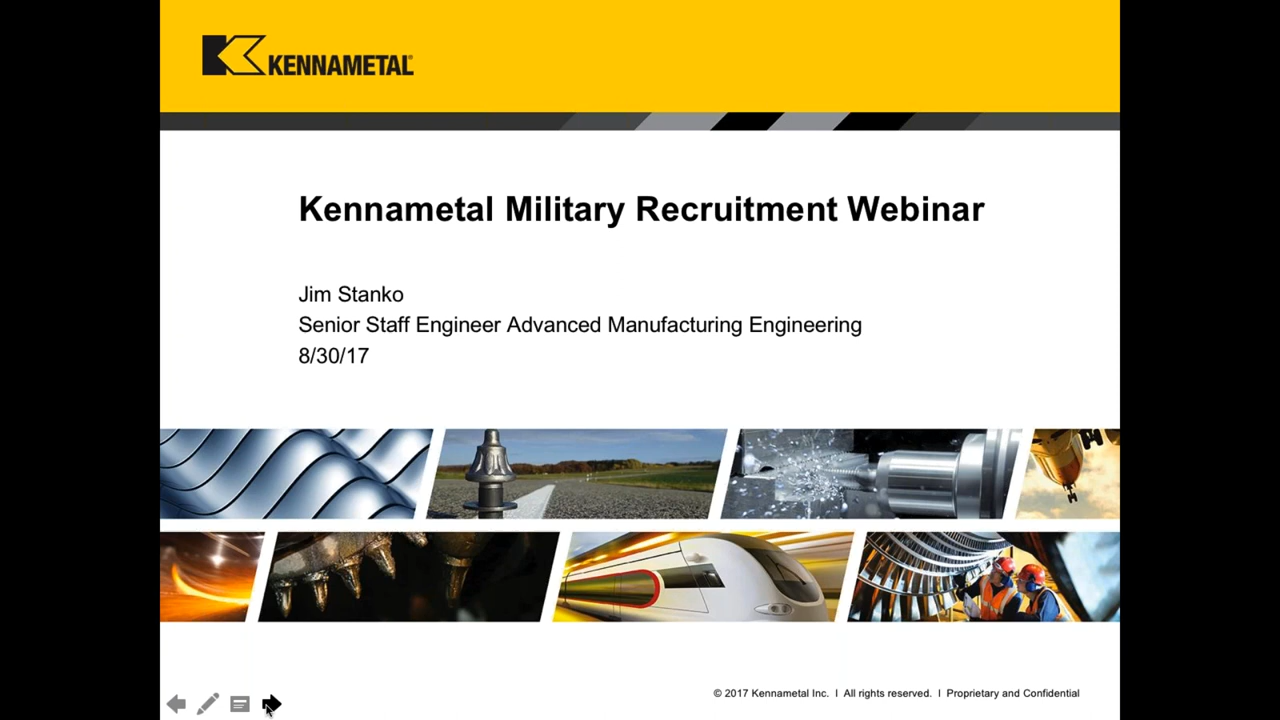 KENNAMETAL®
Kennametal Military Recruitment Webinar
Jim Stanko
Senior Staff Engineer Advanced Manufacturing Engineering
8/30/17
© 2017 Kennametal Inc. I All rights reserved. I Proprietary and Confidential